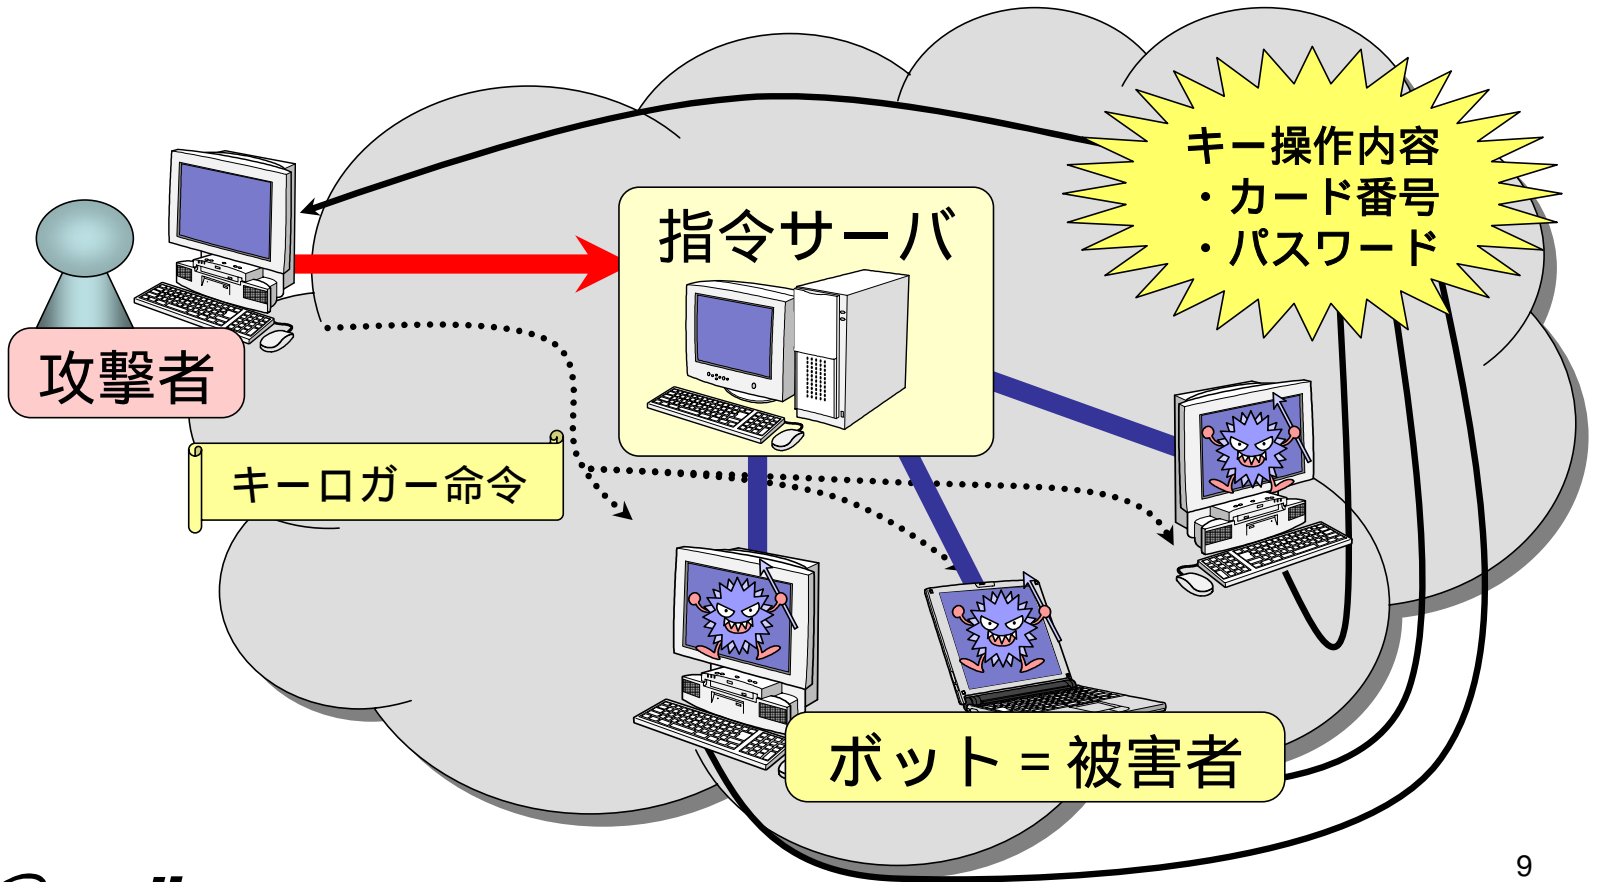 キー操作内容
・カード番号
・パスワード
指令サーバ
攻撃者
キーロガー命令
ボット=被害者
9